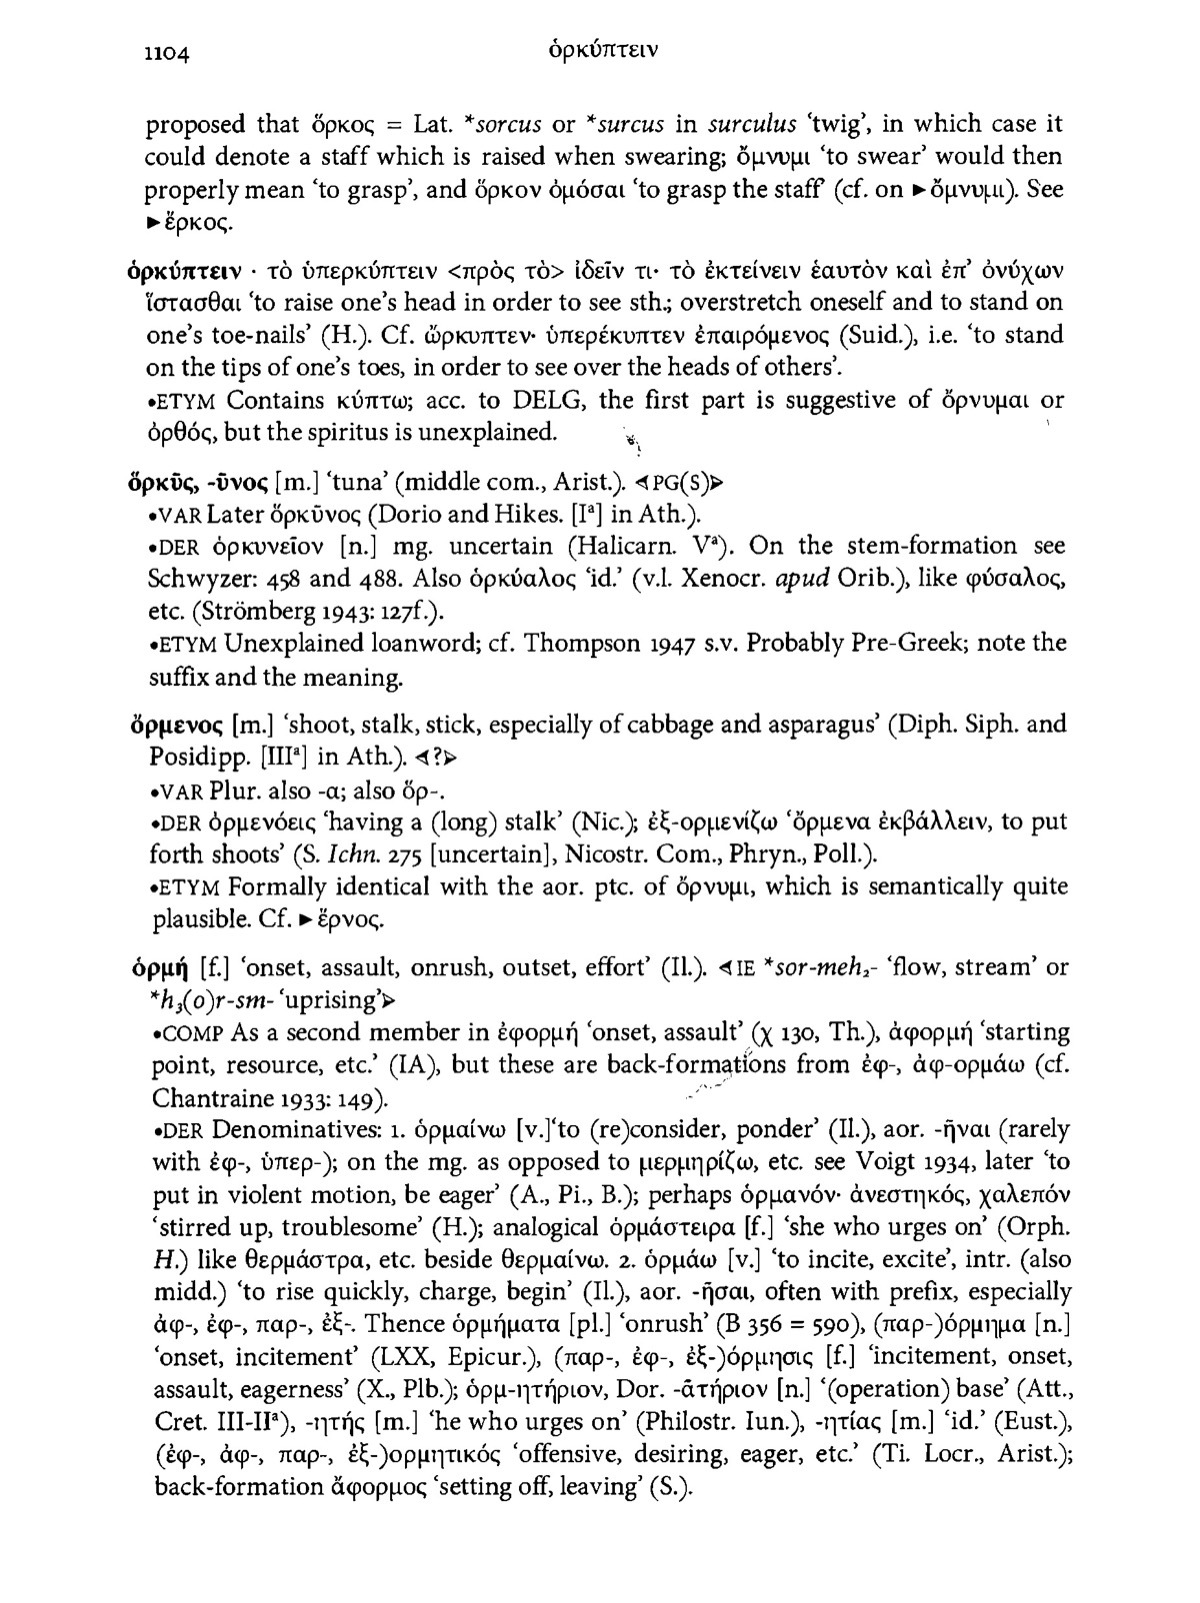 1104
ὁρκύπτειν
proposed that ὅρκος = Lat. *sorcus or *surcus in surculus ‘twig’, in which case it
could denote a staff which is raised when swearing; ὄμνυμι ‘to swear’ would then
properly mean ‘to grasp’, and ὅρκον ὀμόσαι ‘to grasp the staff’ (cf. on ►ὄμνυμι). See
►ἕρκος.
ὁρκύπτειν · τὸ ὑπερκύπτειν <πρὸς τὸ> ἰδεῖν τι· τὸ ἐκτείνειν ἑαυτὸν καὶ ἐπ’ ὀνύχων
ἵστασθαι ‘to raise one’s head in order to see sth.; overstretch oneself and to stand on
one’s toe-nails’ (H.). Cf. ὥρκυπτεν· ὑπερέκυπτεν ἐπαιρόμενος (Suid.), i.e. ‘to stand
on the tips of one’s toes, in order to see over the heads of others’.
•ETYM Contains κύπτω; acc. to DELG, the first part is suggestive of ὄρνυμαι or
ὀρθός, but the spiritus is unexplained.
ὅρκῡς, -ῡνος [m.] ‘tuna’ (middle com., Arist.). ◄PG(S)►
•VAR Later ὅρκῡνος (Dorio and Hikes. [Iª] in Ath.).
•DER ὁρκυνεῖον [n.] mg. uncertain (Halicarn. Vª). On the stem-formation see
Schwyzer: 458 and 488. Also ὁρκύαλος ‘id.’ (v.l. Xenocr. apud Orib.), like φύσαλος,
etc. (Strömberg 1943: 127f.).
•ETYM Unexplained loanword; cf. Thompson 1947 s.v. Probably Pre-Greek; note the
suffix and the meaning.
ὄρμενος [m.] ‘shoot, stalk, stick, especially of cabbage and asparagus’ (Diph. Siph. and
Posidipp. [IIIª] in Ath.). ◄?►
•VAR Plur. also -α; also ὅρ-.
•DER ὁρμενόεις ‘having a (long) stalk’ (Nic.); ἐξ-ορμενίζω ‘ὄρμενα ἐκβάλλειν, to put
forth shoots’ (S. Ichn. 275 [uncertain], Nicostr. Com., Phryn., Poll.).
•ETYM Formally identical with the aor. ptc. of ὄρνυμι, which is semantically quite
plausible. Cf. ►ἔρνος.
ὁρμή [f.] ‘onset, assault, onrush, outset, effort’ (Il.). ◄IE *sor-meh₂- ‘flow, stream’ or
*h₃(o)r-sm- ‘uprising’►
•COMP As a second member in ἐφορμή ‘onset, assault’ (χ 130, Th.), ἀφορμή ‘starting
point, resource, etc.’ (IA), but these are back-formations from ἐφ-, ἀφ-ορμάω (cf.
Chantraine 1933: 149).
•DER Denominatives: 1. ὁρμαίνω [v.]‘to (re)consider, ponder’ (Il.), aor. -ῆναι (rarely
with ἐφ-, ὑπερ-); on the mg. as opposed to μερμηρίζω, etc. see Voigt 1934, later ‘to
put in violent motion, be eager’ (A., Pi., B.); perhaps ὁρμανόν· ἀνεστηκός, χαλεπόν
‘stirred up, troublesome’ (H.); analogical ὁρμάστειρα [f.] ‘she who urges on’ (Orph.
H.) like θερμάστρα, etc. beside θερμαίνω. 2. ὁρμάω [v.] ‘to incite, excite’, intr. (also
midd.) ‘to rise quickly, charge, begin’ (Il.), aor. -ῆσαι, often with prefix, especially
ἀφ-, ἐφ-, παρ-, ἐξ-. Thence ὁρμήματα [pl.] ‘onrush’ (B 356 = 590), (παρ-)όρμημα [n.]
‘onset, incitement’ (LXX, Epicur.), (παρ-, ἐφ-, ἐξ-)όρμησις [f.] ‘incitement, onset,
assault, eagerness’ (X., Plb.); ὁρμ-ητήριον, Dor. -ᾱτήριον [n.] ‘(operation) base’ (Att.,
Cret. III-IIª), -ητής [m.] ‘he who urges on’ (Philostr. Iun.), -ητίας [m.] ‘id.’ (Eust.),
(ἐφ-, ἀφ-, παρ-, ἐξ-)ορμητικός ‘offensive, desiring, eager, etc.’ (Ti. Locr., Arist.);
back-formation ἄφορμος ‘setting off, leaving’ (S.).